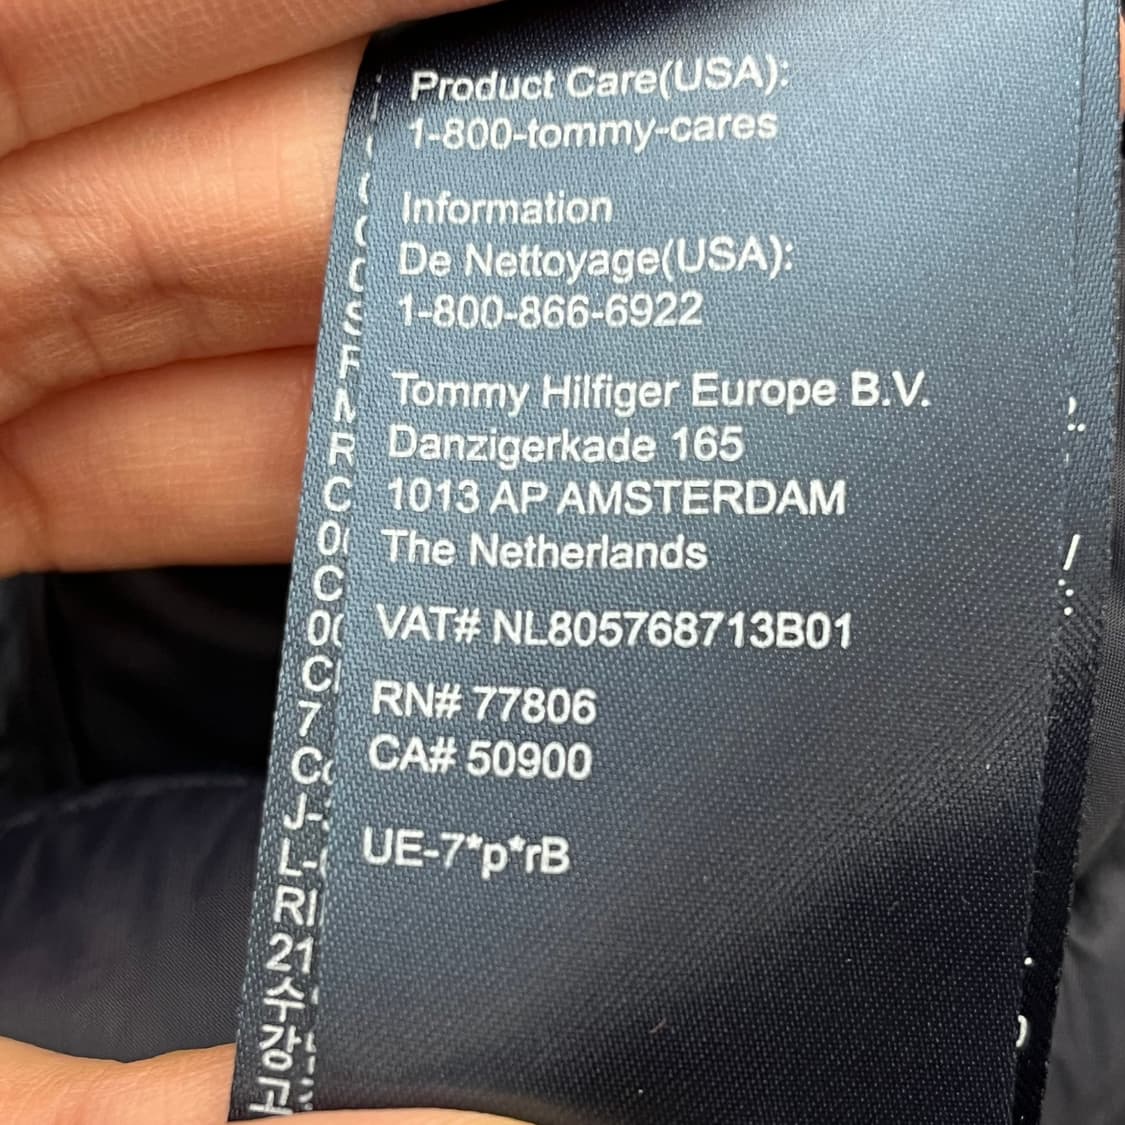 Product Care(USA):
1-800-tommy-cares
Information
De Nettoyage(USA):
1-800-866-6922
Tommy Hilfiger Europe B.V.
Danzigerkade 165
1013 AP AMSTERDAM
The Netherlands
VAT# NL805768713B01
RN# 77806
CA# 50900
UE-7*p*rB